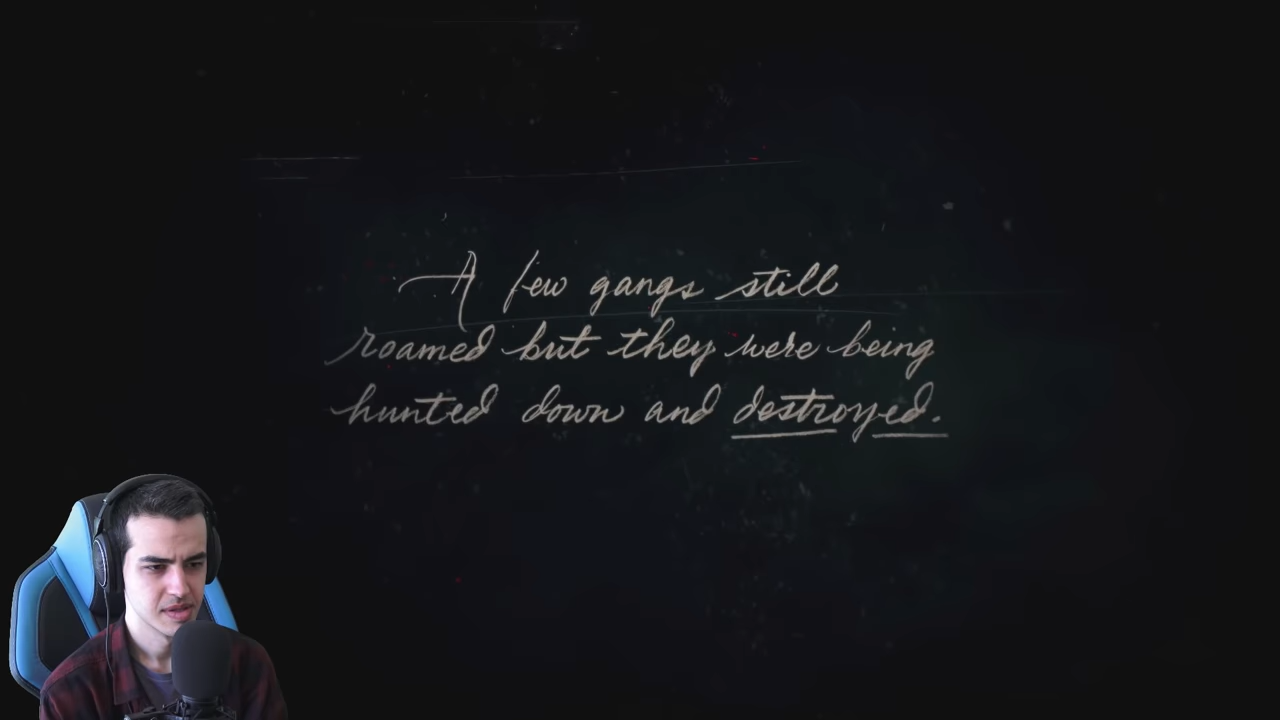 A few gangs still
roamed but they were being
hunted down and destroyed.